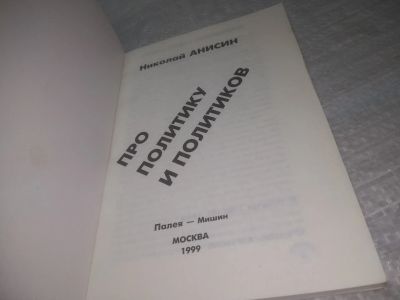 Николай АНИСИН
ПРО
ПОЛИТИКУ
И ПОЛИТИКОВ
Палея — Мишин
МОСКВА
1999